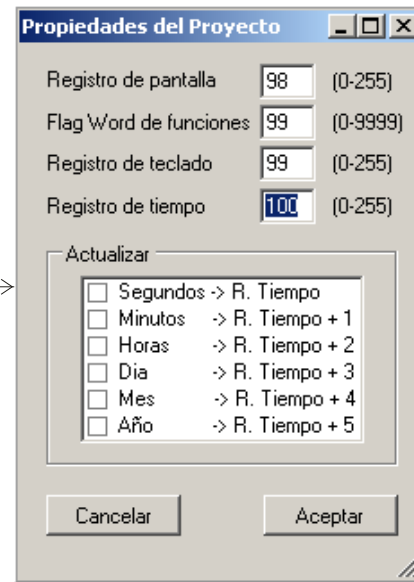 Propiedades del Proyecto
Registro de pantalla 98 (0-255)
Flag Word de funciones 99 (0-9999)
Registro de teclado 99 (0-255)
Registro de tiempo 100 (0-255)
Actualizar
Segundos -> R. Tiempo
Minutos -> R. Tiempo + 1
Horas -> R. Tiempo + 2
Dia -> R. Tiempo + 3
Mes -> R. Tiempo + 4
Año -> R. Tiempo + 5
Cancelar Aceptar